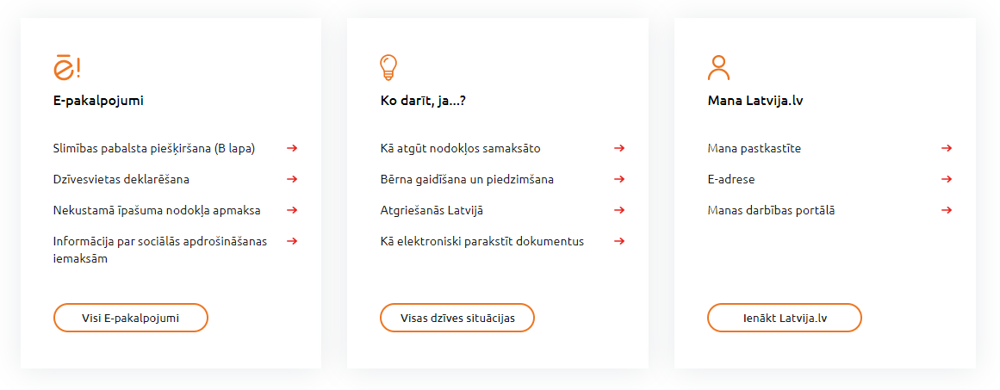 ē!
E-pakalpojumi
Slimības pabalsta piešķiršana (B lapa)
Dzīvesvietas deklarēšana
Nekustamā īpašuma nodokļa apmaksa
Informācija par sociālās apdrošināšanas
iemaksām
Visi E-pakalpojumi
Ko darīt, ja...?
Kā atgūt nodokļos samaksāto
Bērna gaidīšana un piedzimšana
Atgriešanās Latvijā
Kā elektroniski parakstīt dokumentus
Visas dzīves situācijas
Mana Latvija.lv
Mana pastkastīte
E-adrese
Manas darbības portālā
Ienākt Latvija.lv